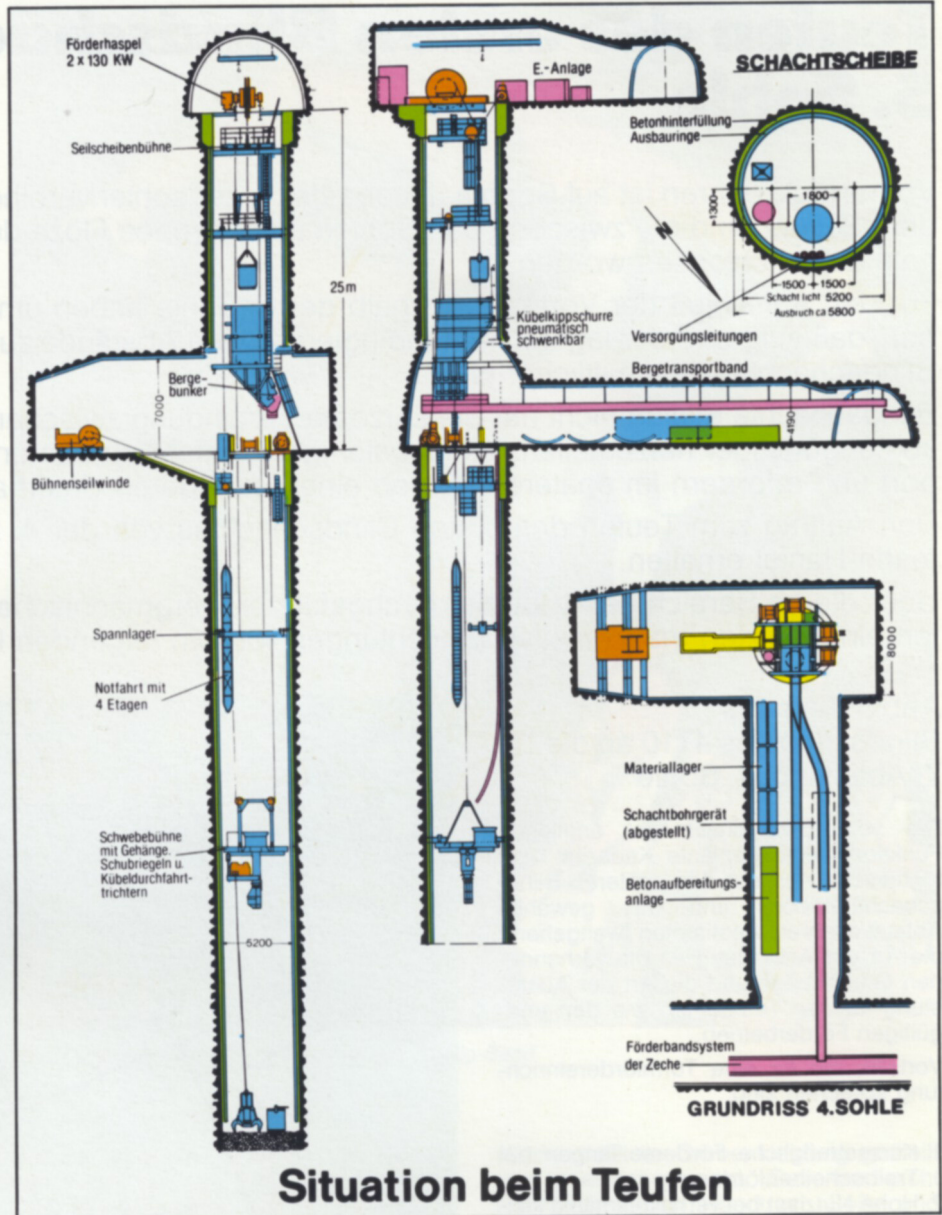 Förderhaspel
2 x 130 KW
Seilscheibenbühne
25 m
Berge-
bunker
7000
Bühnenseilwinde
Spannlager
Notfahrt mit
4 Etagen
Schwebebühne
mit Gehänge,
Schubriegeln u.
Kübeldurchfahrt-
trichtern
5200
E.-Anlage
Kübelkippschurre
pneumatisch
schwenkbar
Bergetransportband
4190
SCHACHTSCHEIBE
Betonhinterfüllung
Ausbauringe
1800
1300
N
1500
1500
Schacht licht 5200
Ausbruch ca 5800
Versorgungsleitungen
8000
Materiallager
Schachtbohrgerät
(abgestellt)
Betonaufbereitungs-
anlage
Förderbandsystem
der Zeche
GRUNDRISS 4.SOHLE
Situation beim Teufen